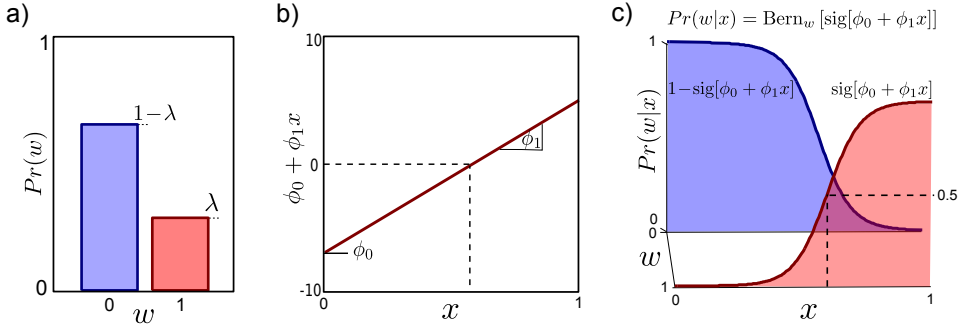 a)
1
Pr(w)
1−λ
λ
0
0
1
w
b)
10
ϕ₀ + ϕ₁x
0
ϕ₁
ϕ₀
-10
0
x
1
c)
Pr(w|x) = Bern_w [sig[ϕ₀ + ϕ₁x]]
1
1−sig[ϕ₀ + ϕ₁x]
sig[ϕ₀ + ϕ₁x]
Pr(w|x)
0.5
0
0
w
1
0
x
1